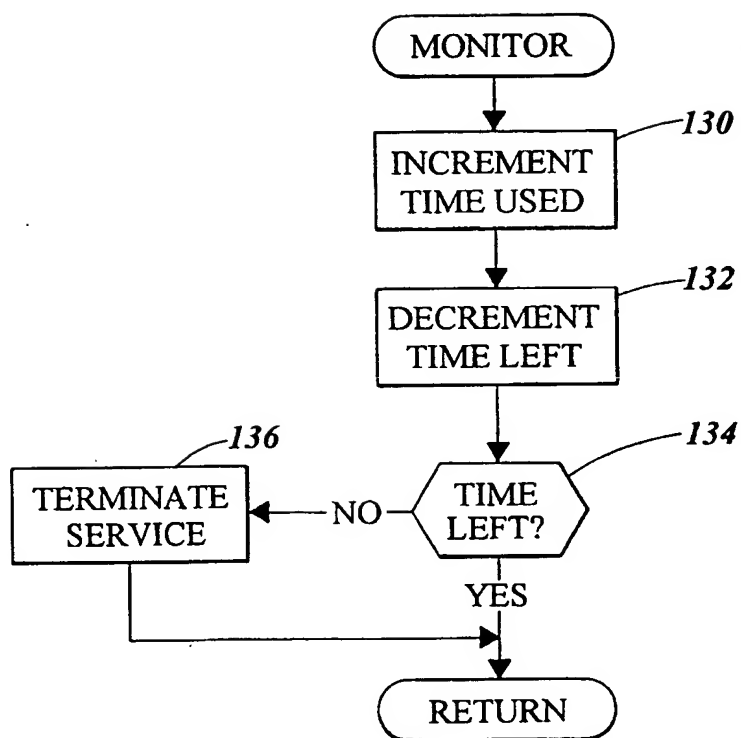 MONITOR
130
INCREMENT
TIME USED
132
DECREMENT
TIME LEFT
134
TIME
LEFT?
NO
136
TERMINATE
SERVICE
YES
RETURN